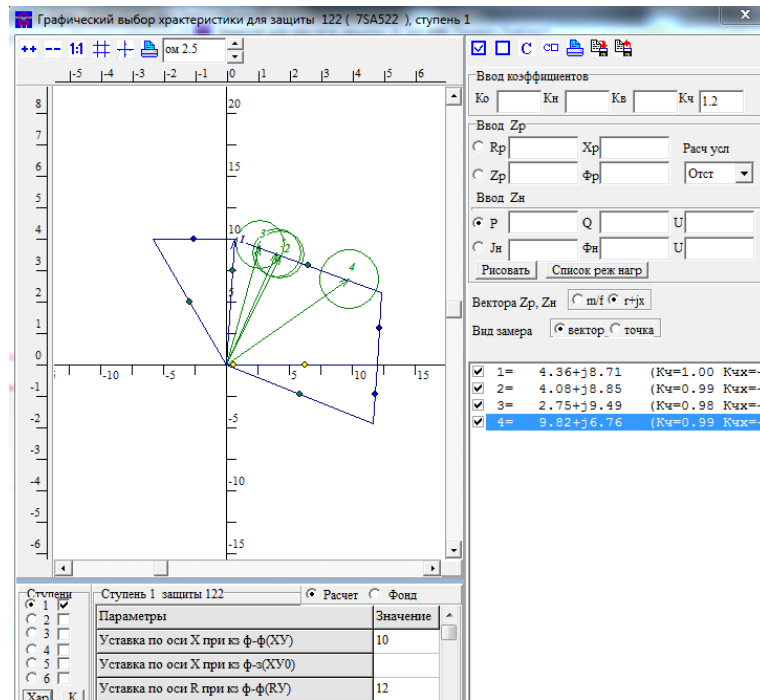 Графический выбор храктеристики для защиты 122 ( 7SA522 ), ступень 1
x
++ -- 1:1 ом 2.5
-5 -4 -3 -2 -1 0 1 2 3 4 5 6
С
Ввод коэффициентов
Ко Кн Кв Кч 1.2
Ввод Zр
Rр Xр Расч усл
Zр Фр Отст
Ввод Zн
P Q U
Jн Фн U
Рисовать Список реж нагр
Вектора Zр, Zн m/f r+jx
Вид замера вектор точка
1= 4.36+j8.71 (Кч=1.00 Кчх=-
2= 4.08+j8.85 (Кч=0.99 Кчх=-
3= 2.75+j9.49 (Кч=0.98 Кчх=-
4= 9.82+j6.76 (Кч=0.99 Кчх=-
8 20
7
6 15
5
4 10 1 3
3 2 4
2 5
1
0
-10 -5 5 10 15
-1
-2 -5
-3
-4 -10
-5
-6 -15
Ступени
1
2
3
4
5
6
Хар К
Ступень 1 защиты 122 Расчет Фонд
Параметры Значение
Уставка по оси X при кз ф-ф(ХУ) 10
Уставка по оси X при кз ф-з(ХУ0)
Уставка по оси R при кз ф-ф(RУ) 12